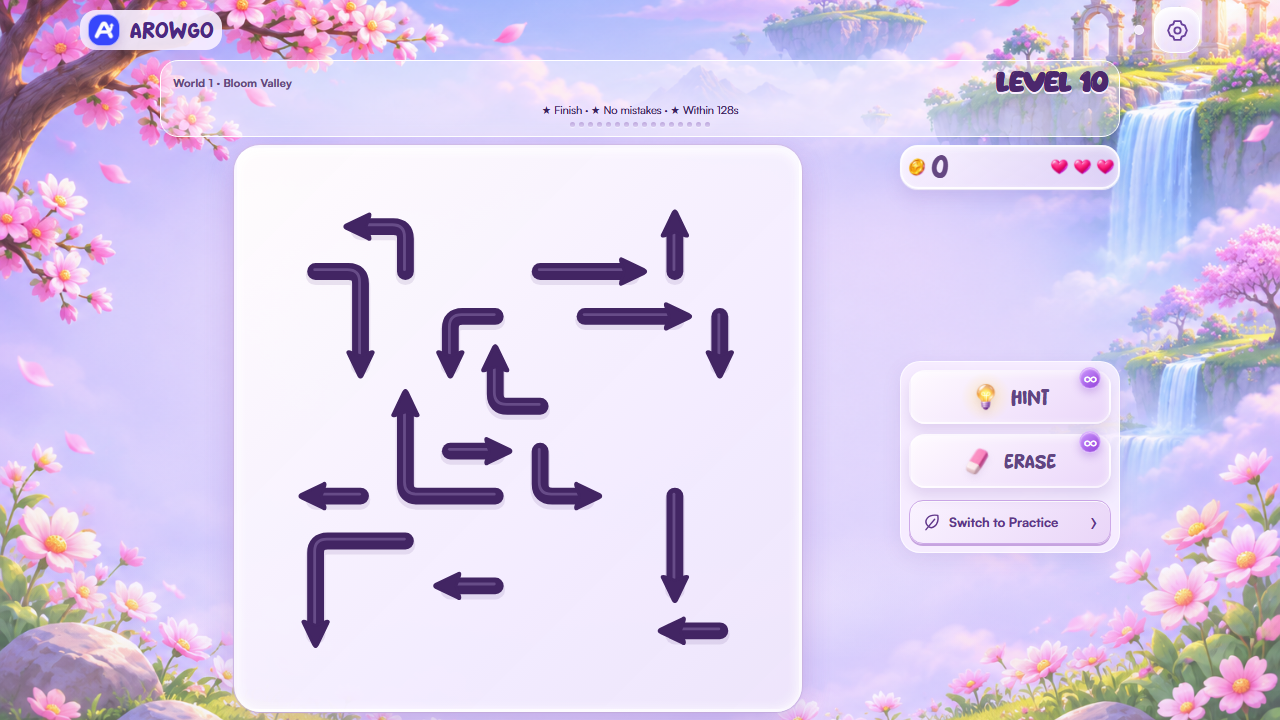 AROWGO
World 1 · Bloom Valley
LEVEL 10
★ Finish · ★ No mistakes · ★ Within 128s
0
HINT
ERASE
Switch to Practice